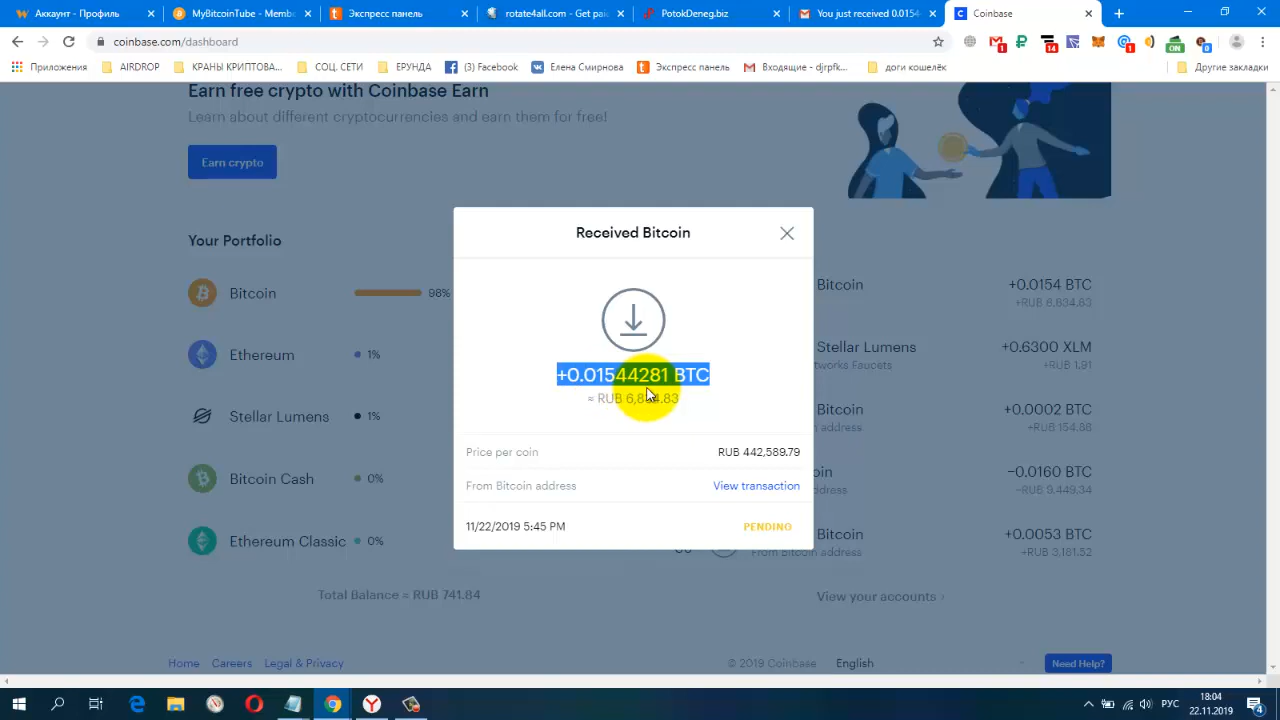 Аккаунт - Профиль
MyBitcoinTube - Membe
Экспресс панель
rotate4all.com - Get paid
PotokDeneg.biz
You just received 0.0154
Coinbase
coinbase.com/dashboard
Приложения
AIRDROP
КРАНЫ КРИПТОВА...
СОЦ. СЕТИ
ЕРУНДА
(3) Facebook
Елена Смирнова
Экспресс панель
Входящие - djrpfk...
доги кошелёк
Другие закладки
Earn free crypto with Coinbase Earn
Learn about different cryptocurrencies and earn them for free!
Earn crypto
Your Portfolio
Bitcoin 98%
Ethereum 1%
Stellar Lumens 1%
Bitcoin Cash 0%
Ethereum Classic 0%
Total Balance ≈ RUB 741.84
Received Bitcoin
+0.01544281 BTC
≈ RUB 6,834.83
Price per coin RUB 442,589.79
From Bitcoin address View transaction
11/22/2019 5:45 PM PENDING
Bitcoin +0.0154 BTC
+RUB 6,834.83
Stellar Lumens +0.6300 XLM
+RUB 1.91
Bitcoin +0.0002 BTC
address +RUB 154.88
−0.0160 BTC
−RUB 9,449.34
Bitcoin +0.0053 BTC
From Bitcoin address +RUB 3,181.52
View your accounts ›
Home Careers Legal & Privacy © 2019 Coinbase English Need Help?
РУС
18:04
22.11.2019